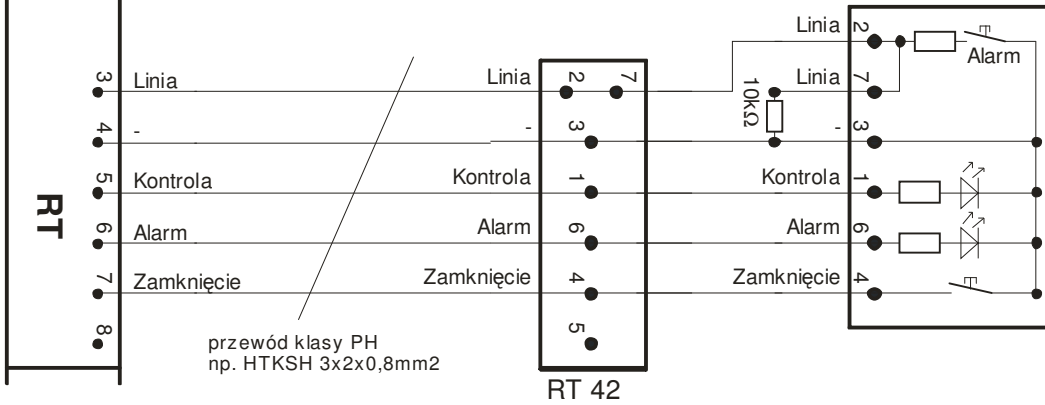 RT
3 Linia
4 -
5 Kontrola
6 Alarm
7 Zamknięcie
8
przewód klasy PH
np. HTKSH 3x2x0,8mm2
Linia 2 7
- 3
Kontrola 1
Alarm 6
Zamknięcie 4
5
RT 42
Linia 2
Alarm
Linia 7
10kΩ
- 3
Kontrola 1
Alarm 6
Zamknięcie 4